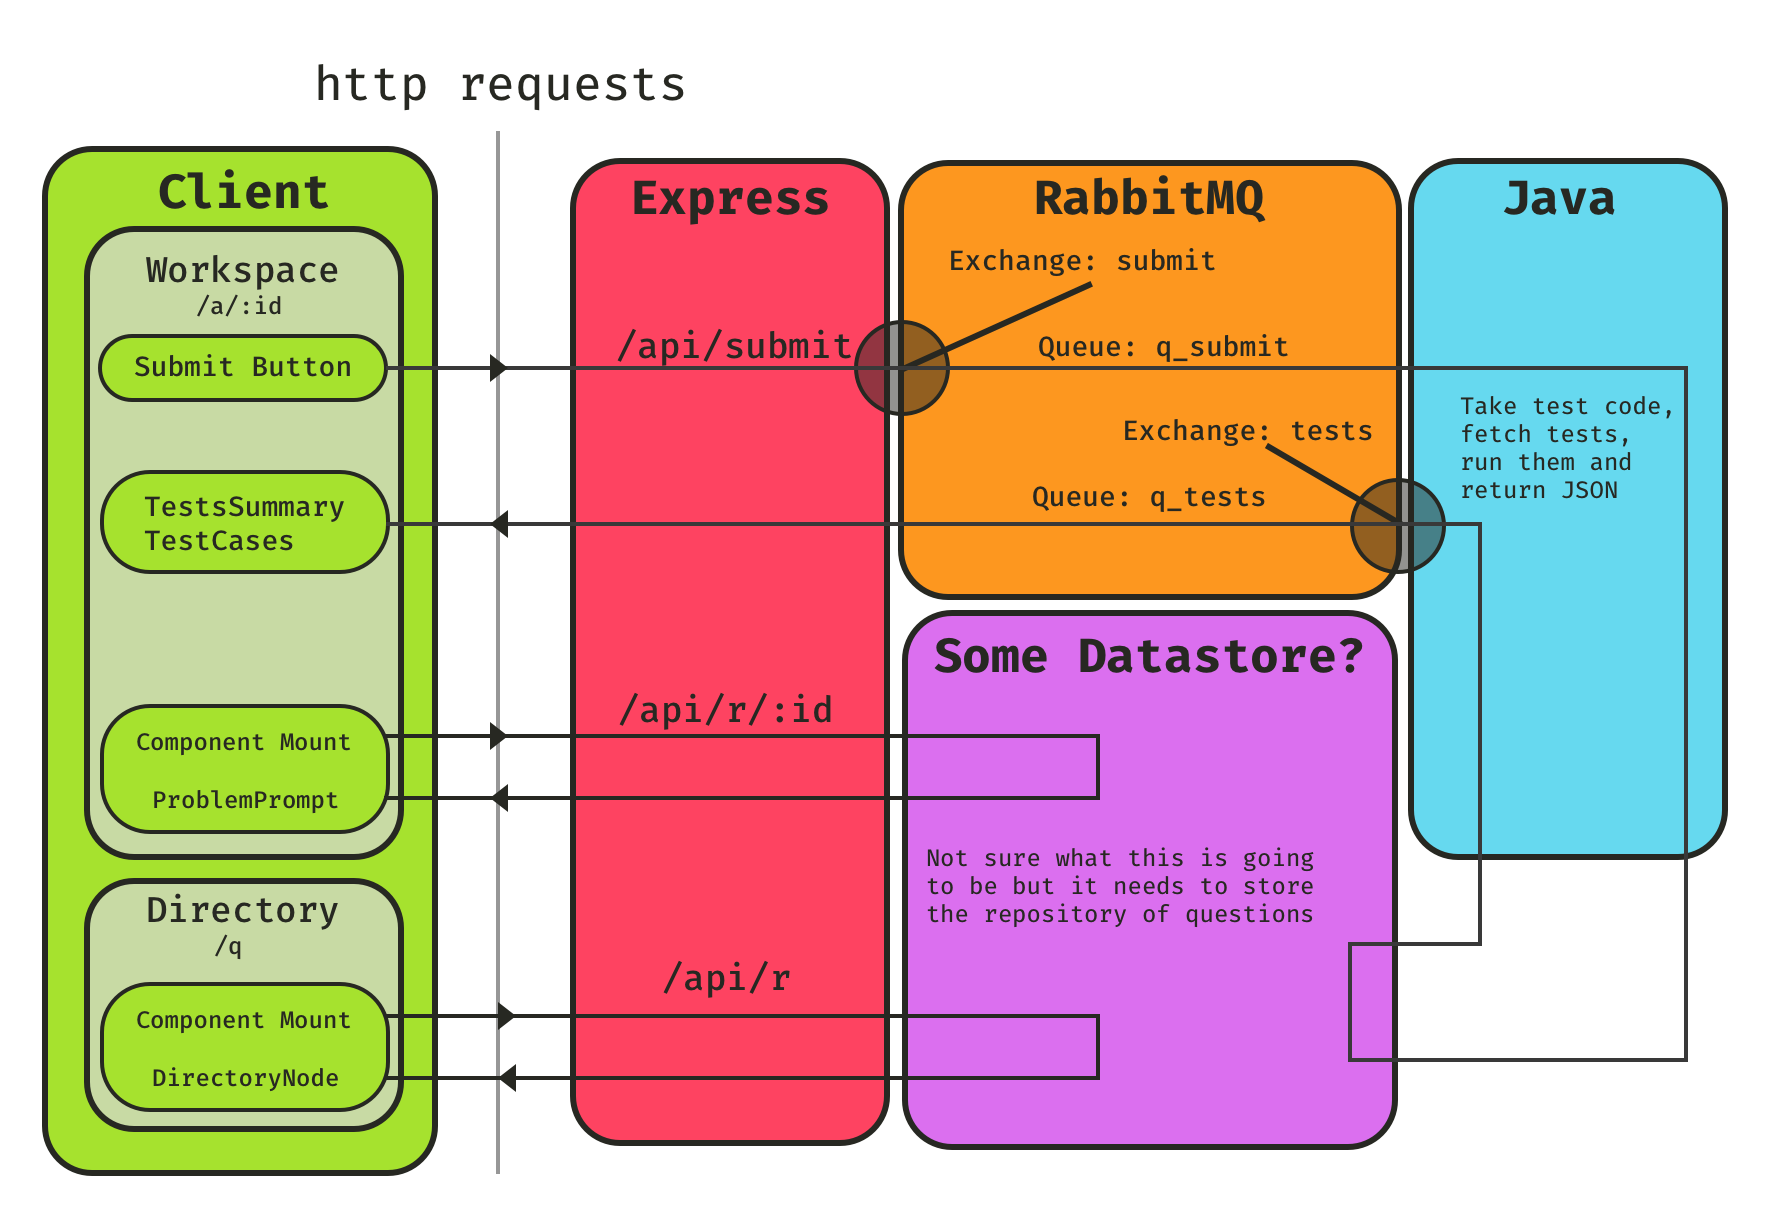 http requests
Client
Workspace
/a/:id
Submit Button
TestsSummary
TestCases
Component Mount
ProblemPrompt
Directory
/q
Component Mount
DirectoryNode
Express
/api/submit
/api/r/:id
/api/r
RabbitMQ
Exchange: submit
Queue: q_submit
Exchange: tests
Queue: q_tests
Some Datastore?
Not sure what this is going
to be but it needs to store
the repository of questions
Java
Take test code,
fetch tests,
run them and
return JSON